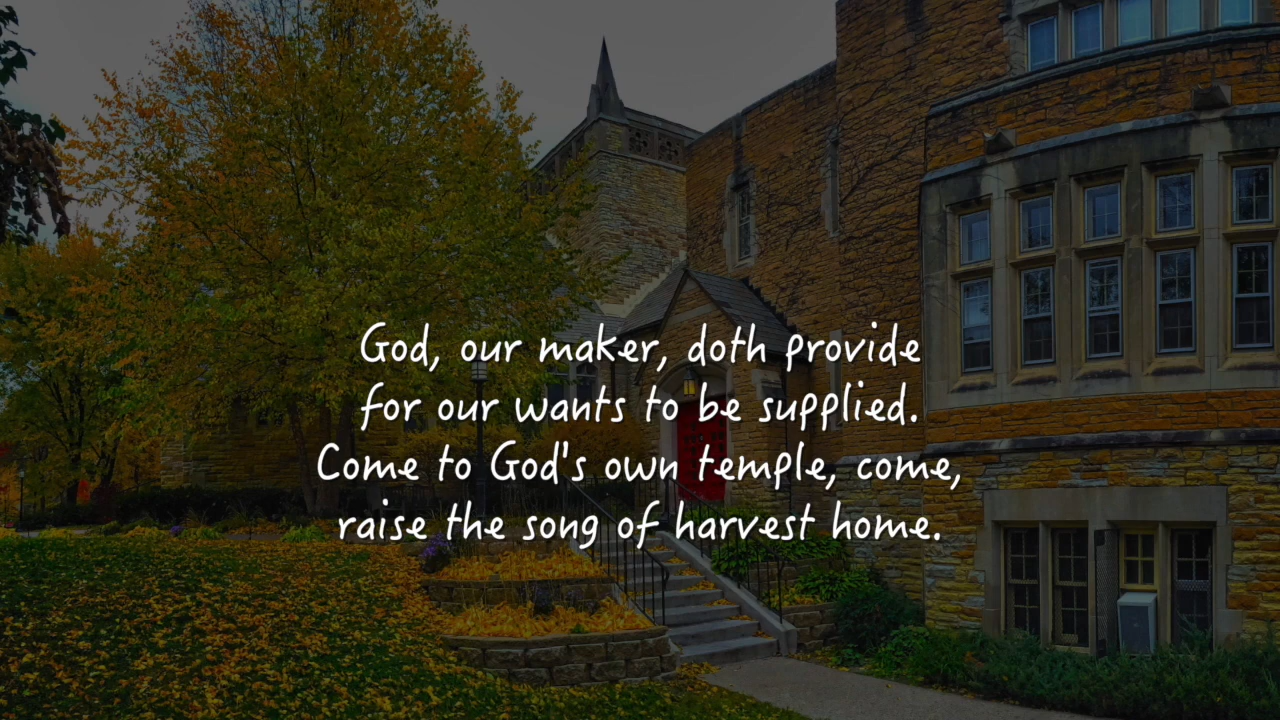 God, our maker, doth provide
for our wants to be supplied.
Come to God's own temple, come,
raise the song of harvest home.